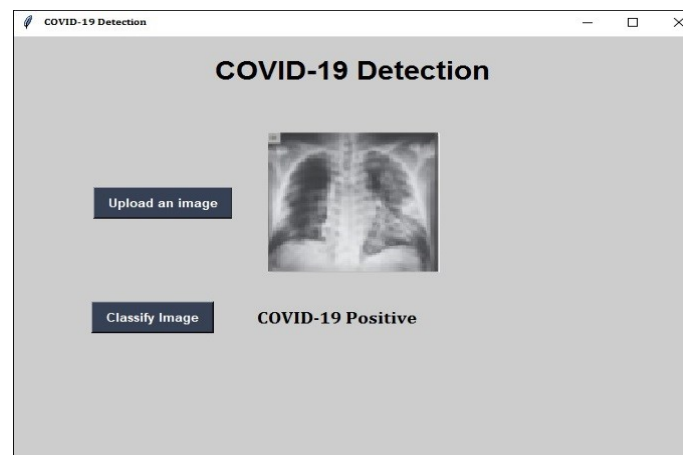 COVID-19 Detection
COVID-19 Detection
Upload an image
Classify Image
COVID-19 Positive